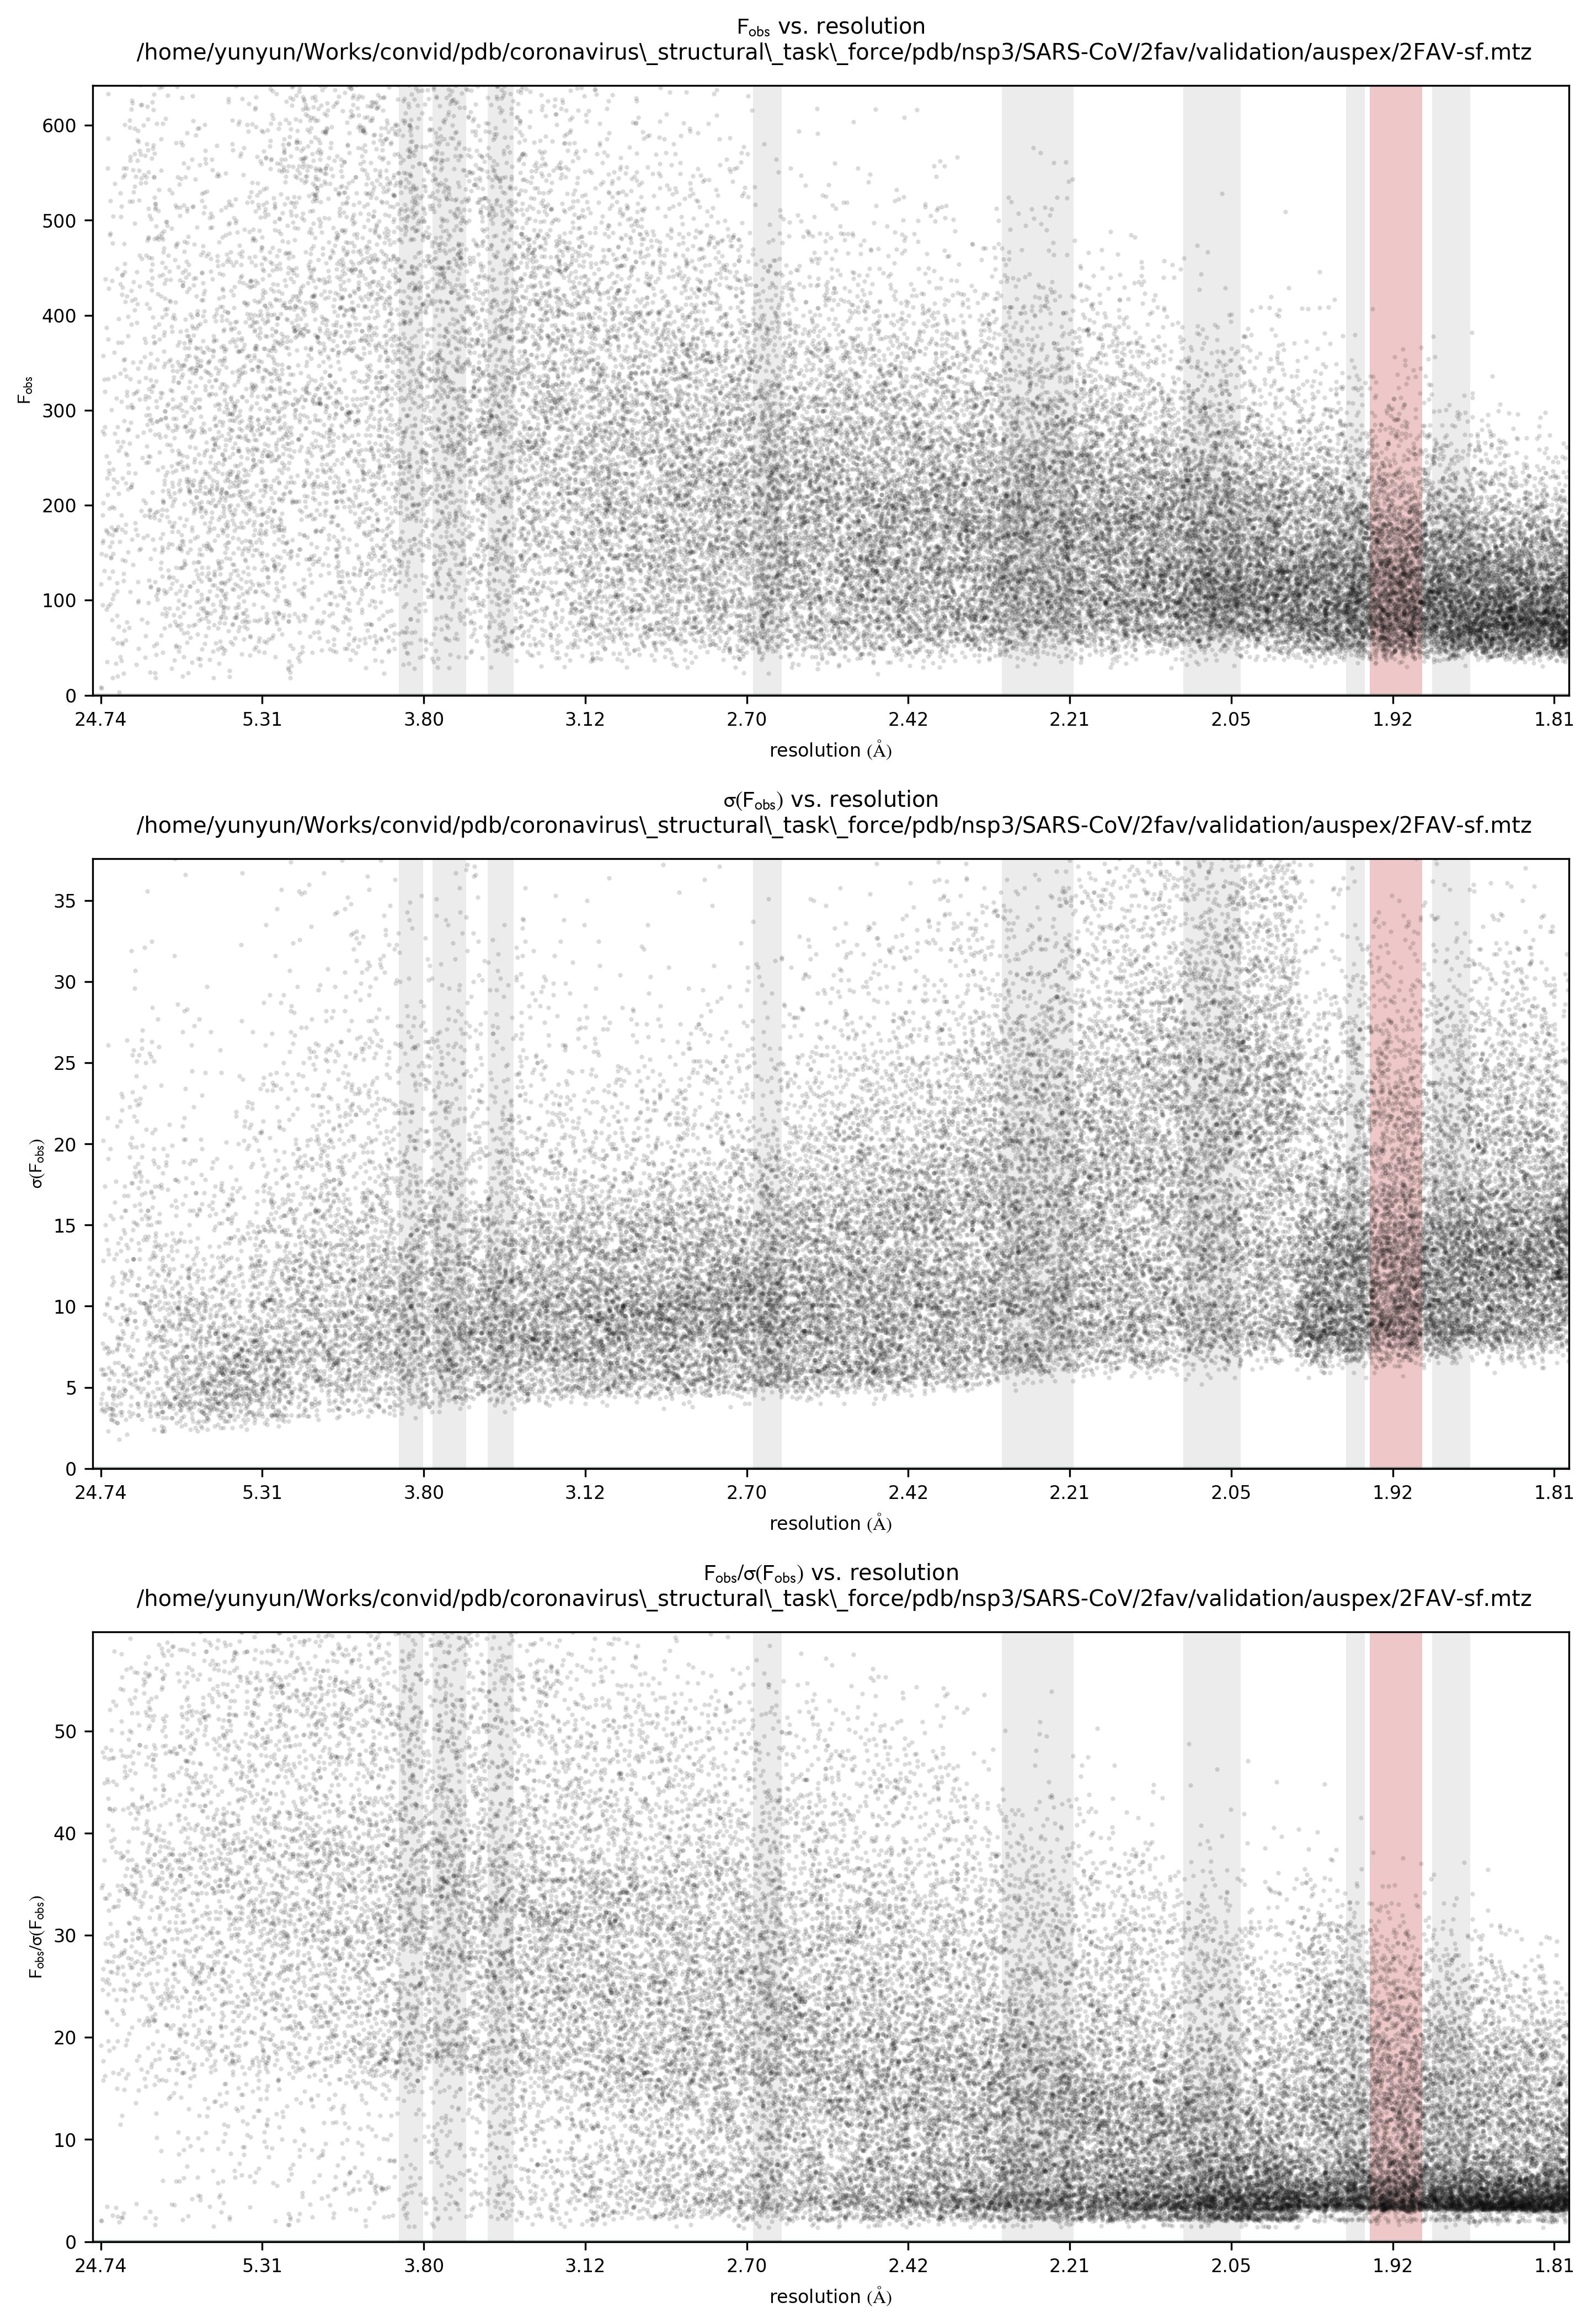 Fobs vs. resolution
/home/yunyun/Works/convid/pdb/coronavirus\_structural\_task\_force/pdb/nsp3/SARS-CoV/2fav/validation/auspex/2FAV-sf.mtz
600
500
400
300
200
100
0
Fobs
24.74 5.31 3.80 3.12 2.70 2.42 2.21 2.05 1.92 1.81
resolution (Å)
σ(Fobs) vs. resolution
/home/yunyun/Works/convid/pdb/coronavirus\_structural\_task\_force/pdb/nsp3/SARS-CoV/2fav/validation/auspex/2FAV-sf.mtz
35
30
25
20
15
10
5
0
σ(Fobs)
24.74 5.31 3.80 3.12 2.70 2.42 2.21 2.05 1.92 1.81
resolution (Å)
Fobs/σ(Fobs) vs. resolution
/home/yunyun/Works/convid/pdb/coronavirus\_structural\_task\_force/pdb/nsp3/SARS-CoV/2fav/validation/auspex/2FAV-sf.mtz
50
40
30
20
10
0
Fobs/σ(Fobs)
24.74 5.31 3.80 3.12 2.70 2.42 2.21 2.05 1.92 1.81
resolution (Å)